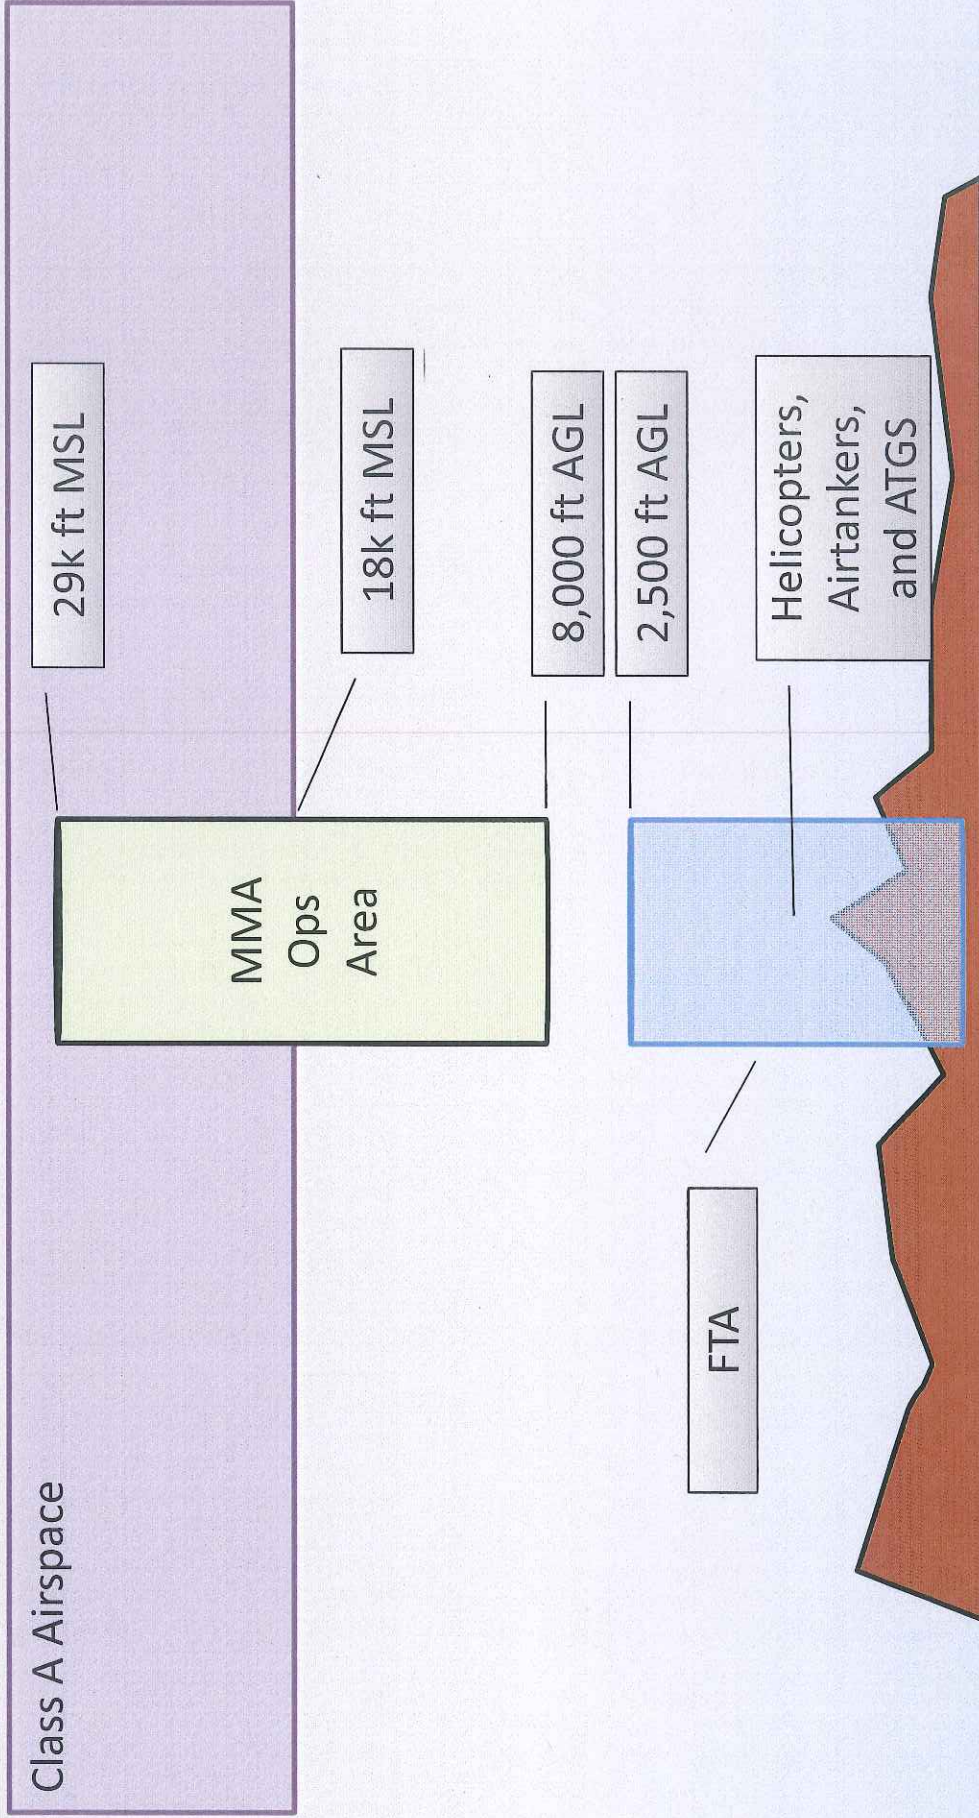 Class A Airspace
29k ft MSL
MMA
Ops
Area
18k ft MSL
8,000 ft AGL
2,500 ft AGL
FTA
Helicopters,
Airtankers,
and ATGS